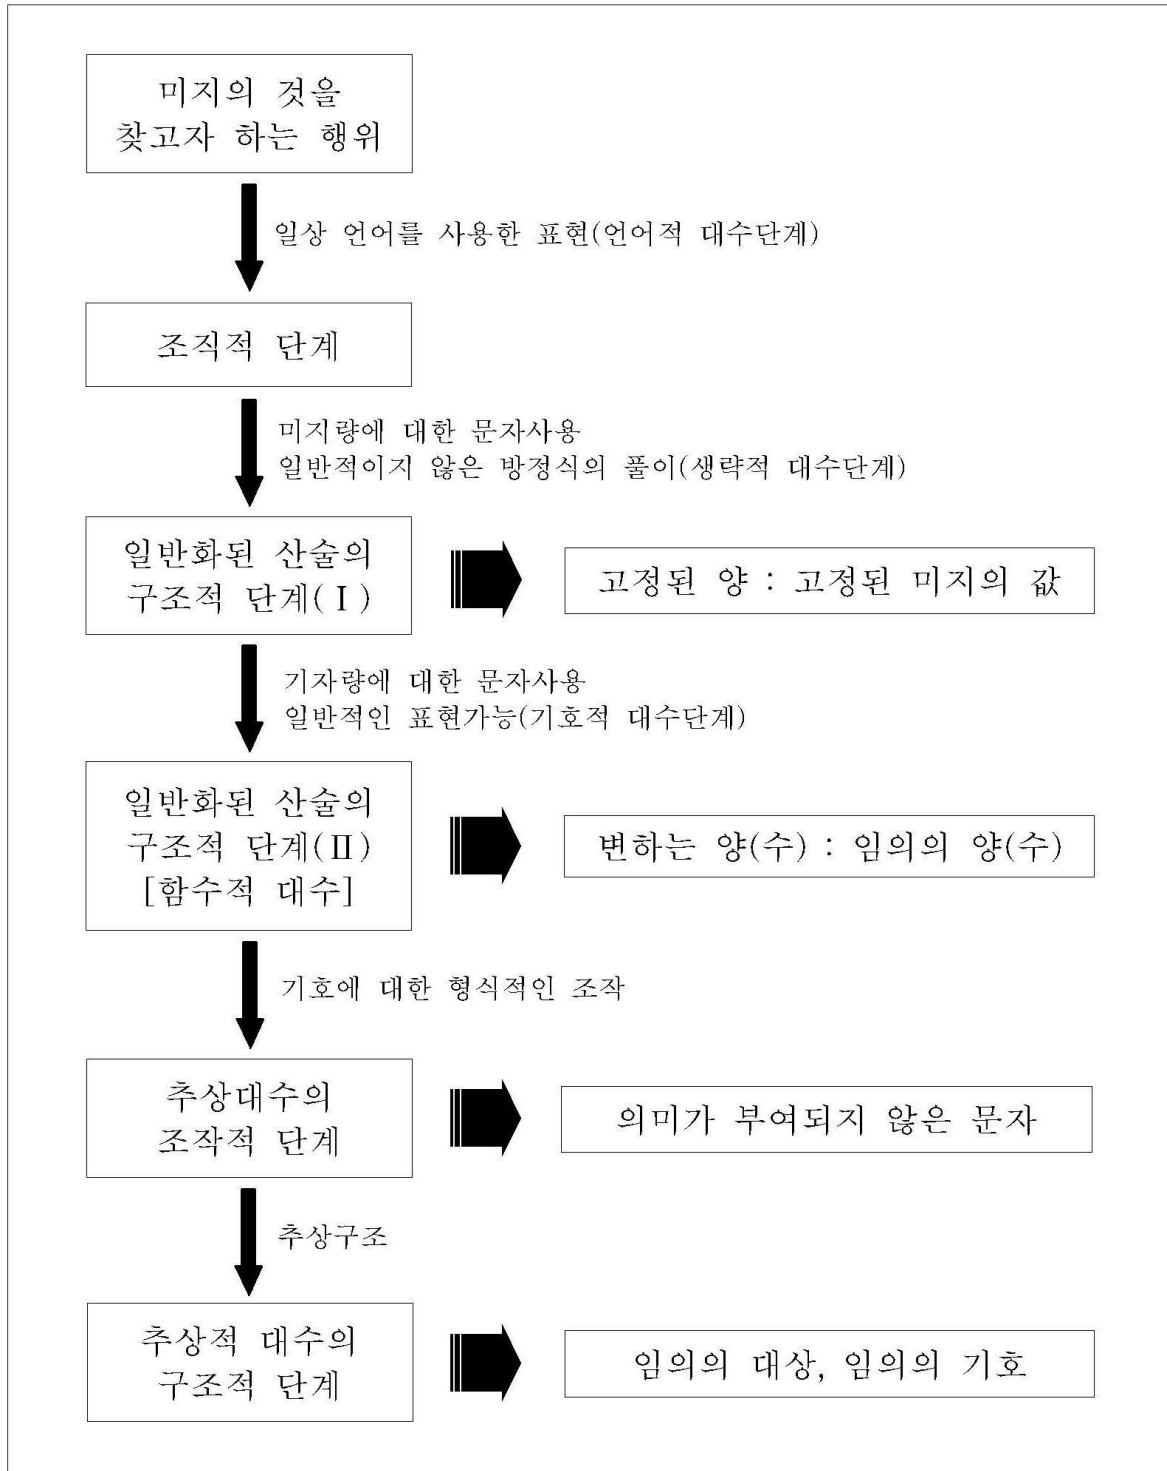 미지의 것을
찾고자 하는 행위
일상 언어를 사용한 표현(언어적 대수단계)
조직적 단계
미지량에 대한 문자사용
일반적이지 않은 방정식의 풀이(생략적 대수단계)
일반화된 산술의
구조적 단계(Ⅰ)
고정된 양 : 고정된 미지의 값
기자량에 대한 문자사용
일반적인 표현가능(기호적 대수단계)
일반화된 산술의
구조적 단계(Ⅱ)
[함수적 대수]
변하는 양(수) : 임의의 양(수)
기호에 대한 형식적인 조작
추상대수의
조작적 단계
의미가 부여되지 않은 문자
추상구조
추상적 대수의
구조적 단계
임의의 대상, 임의의 기호